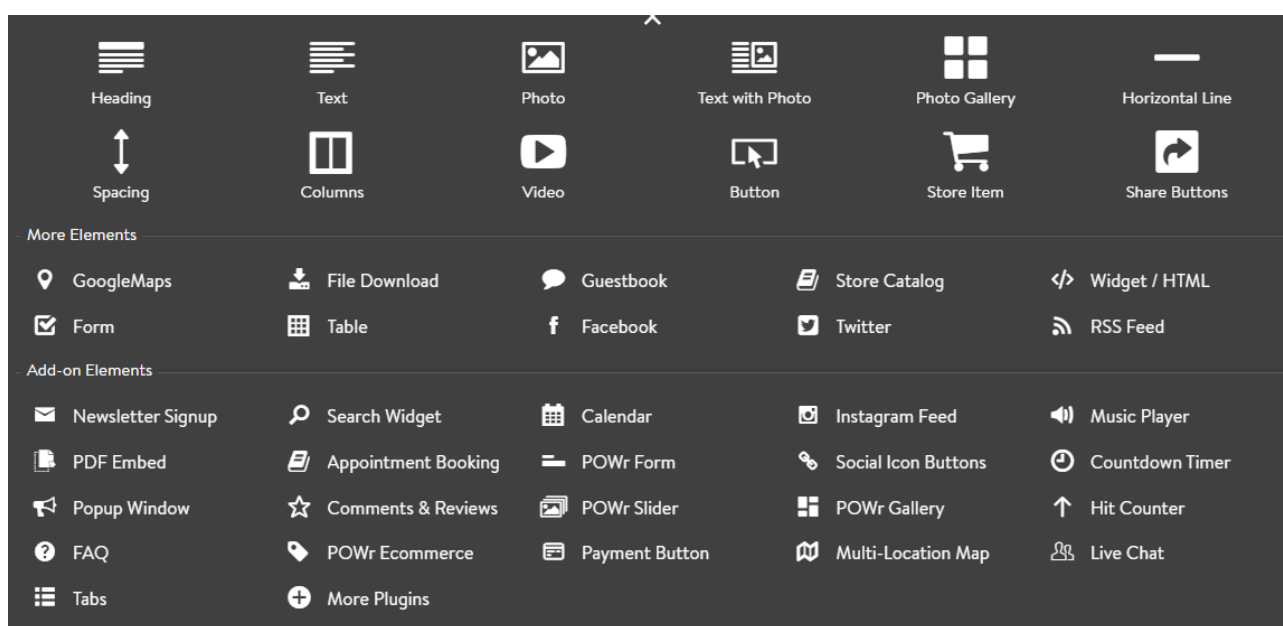 Heading Text Photo Text with Photo Photo Gallery Horizontal Line
Spacing Columns Video Button Store Item Share Buttons
More Elements
GoogleMaps File Download Guestbook Store Catalog Widget / HTML
Form Table Facebook Twitter RSS Feed
Add-on Elements
Newsletter Signup Search Widget Calendar Instagram Feed Music Player
PDF Embed Appointment Booking POWr Form Social Icon Buttons Countdown Timer
Popup Window Comments & Reviews POWr Slider POWr Gallery Hit Counter
FAQ POWr Ecommerce Payment Button Multi-Location Map Live Chat
Tabs More Plugins